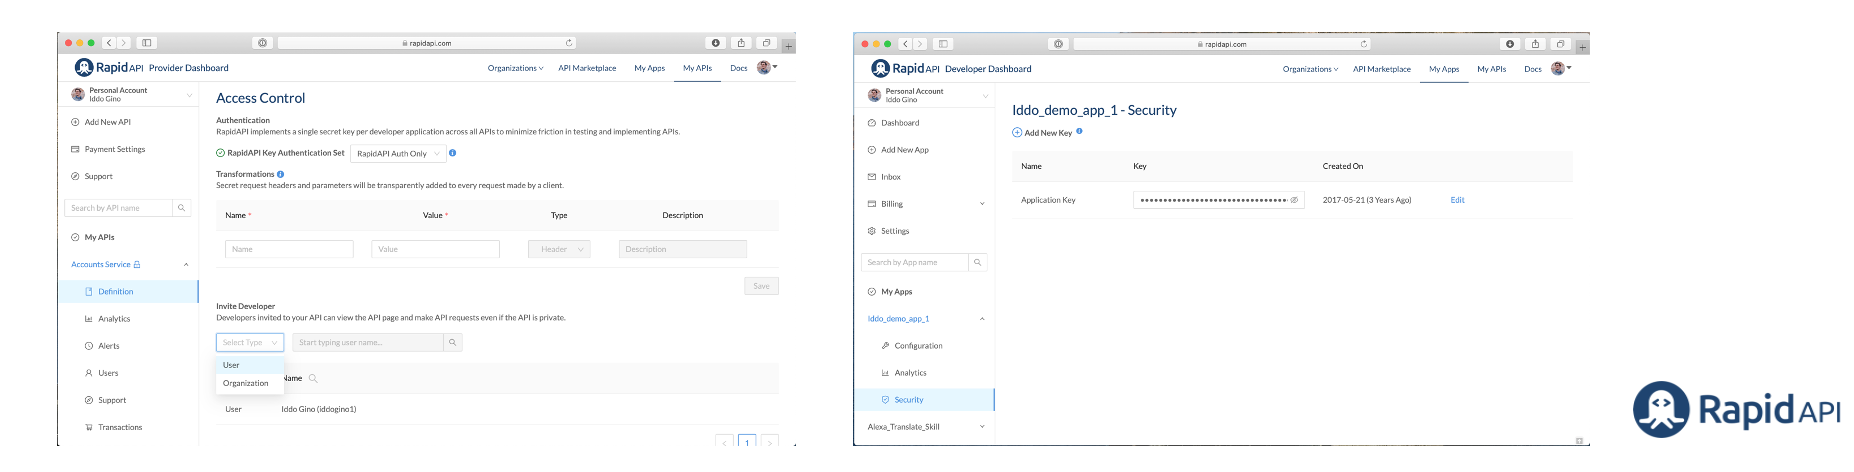 rapidapi.com
RapidAPI Provider Dashboard
Organizations
API Marketplace
My Apps
My APIs
Docs
Personal Account
Iddo Gino
Add New API
Payment Settings
Support
Search by API name
My APIs
Accounts Service
Definition
Analytics
Alerts
Users
Support
Transactions
Access Control
Authentication
RapidAPI implements a single secret key per developer application across all APIs to minimize friction in testing and implementing APIs.
RapidAPI Key Authentication Set
RapidAPI Auth Only
Transformations
Secret request headers and parameters will be transparently added to every request made by a client.
Name * Value * Type Description
Name Value Header Description
Save
Invite Developer
Developers invited to your API can view the API page and make API requests even if the API is private.
Select Type
Start typing user name...
User
Organization
Name
User Iddo Gino (iddogino1)
< 1 >
rapidapi.com
RapidAPI Developer Dashboard
Organizations
API Marketplace
My Apps
My APIs
Docs
Personal Account
Iddo Gino
Dashboard
Add New App
Inbox
Billing
Settings
Search by App name
My Apps
Iddo_demo_app_1
Configuration
Analytics
Security
Alexa_Translate_Skill
Iddo_demo_app_1 - Security
Add New Key
Name Key Created On
Application Key 2017-05-21 (3 Years Ago) Edit
Rapid API